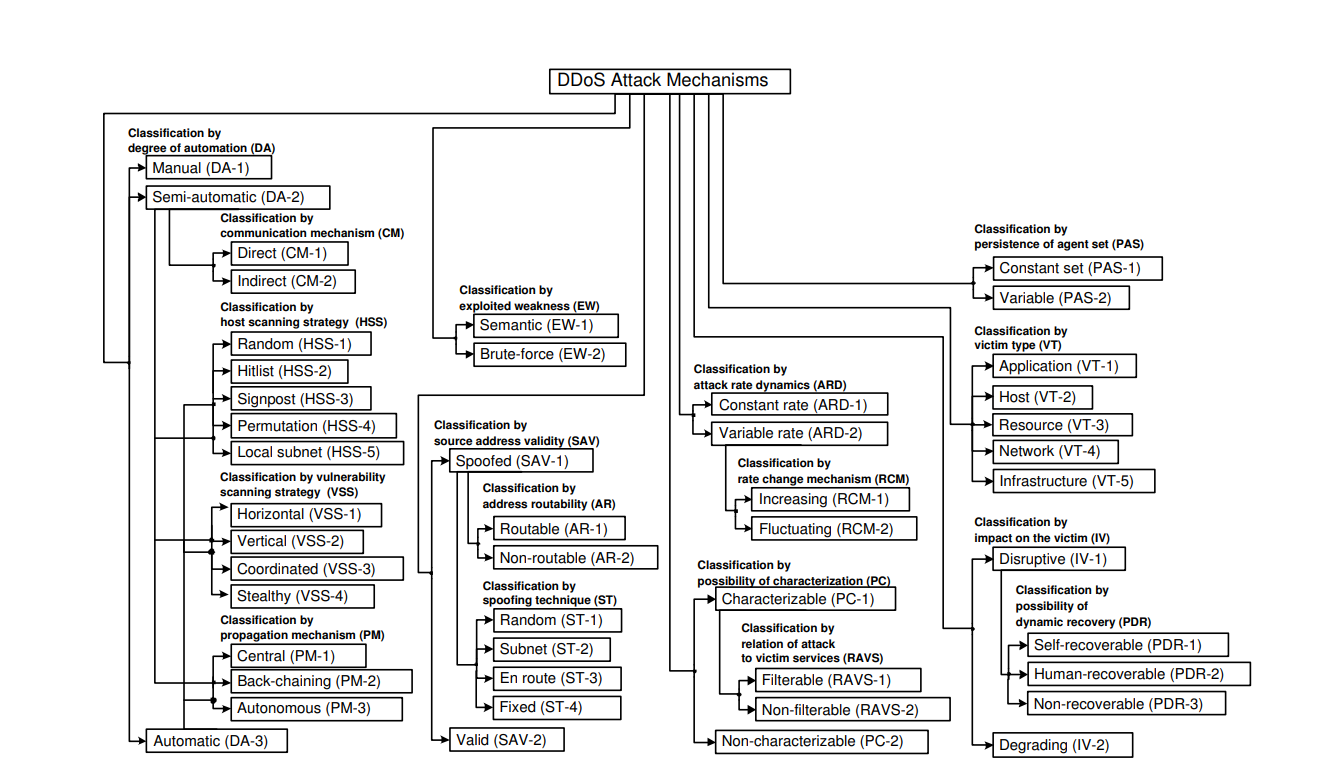 DDoS Attack Mechanisms
Classification by
degree of automation (DA)
Manual (DA-1)
Semi-automatic (DA-2)
Classification by
communication mechanism (CM)
Direct (CM-1)
Indirect (CM-2)
Classification by
host scanning strategy (HSS)
Random (HSS-1)
Hitlist (HSS-2)
Signpost (HSS-3)
Permutation (HSS-4)
Local subnet (HSS-5)
Classification by vulnerability
scanning strategy (VSS)
Horizontal (VSS-1)
Vertical (VSS-2)
Coordinated (VSS-3)
Stealthy (VSS-4)
Classification by
propagation mechanism (PM)
Central (PM-1)
Back-chaining (PM-2)
Autonomous (PM-3)
Automatic (DA-3)
Classification by
exploited weakness (EW)
Semantic (EW-1)
Brute-force (EW-2)
Classification by
source address validity (SAV)
Spoofed (SAV-1)
Classification by
address routability (AR)
Routable (AR-1)
Non-routable (AR-2)
Classification by
spoofing technique (ST)
Random (ST-1)
Subnet (ST-2)
En route (ST-3)
Fixed (ST-4)
Valid (SAV-2)
Classification by
attack rate dynamics (ARD)
Constant rate (ARD-1)
Variable rate (ARD-2)
Classification by
rate change mechanism (RCM)
Increasing (RCM-1)
Fluctuating (RCM-2)
Classification by
possibility of characterization (PC)
Characterizable (PC-1)
Classification by
relation of attack
to victim services (RAVS)
Filterable (RAVS-1)
Non-filterable (RAVS-2)
Non-characterizable (PC-2)
Classification by
persistence of agent set (PAS)
Constant set (PAS-1)
Variable (PAS-2)
Classification by
victim type (VT)
Application (VT-1)
Host (VT-2)
Resource (VT-3)
Network (VT-4)
Infrastructure (VT-5)
Classification by
impact on the victim (IV)
Disruptive (IV-1)
Classification by
possibility of
dynamic recovery (PDR)
Self-recoverable (PDR-1)
Human-recoverable (PDR-2)
Non-recoverable (PDR-3)
Degrading (IV-2)